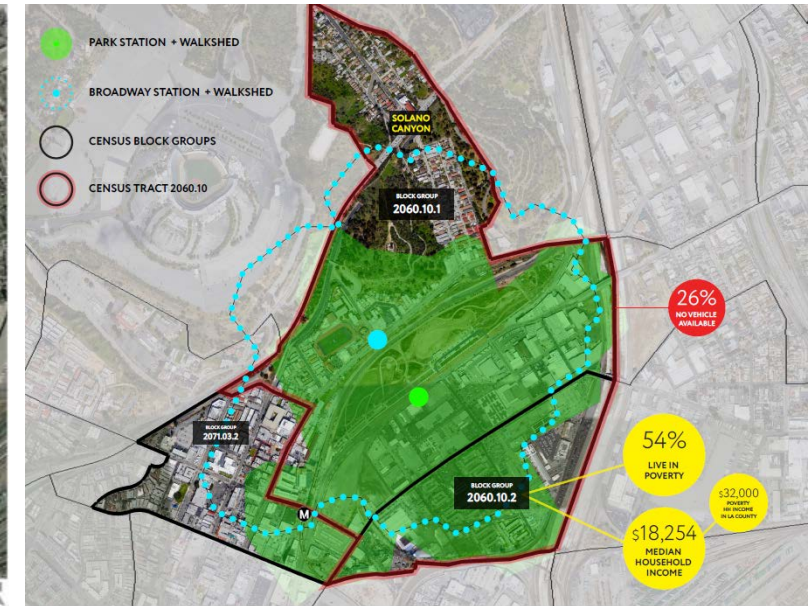 PARK STATION + WALKSHED
BROADWAY STATION + WALKSHED
CENSUS BLOCK GROUPS
CENSUS TRACT 2060.10
SOLANO
CANYON
BLOCK GROUP
2060.10.1
26%
NO VEHICLE
AVAILABLE
BLOCK GROUP
2071.03.2
54%
LIVE IN
POVERTY
BLOCK GROUP
2060.10.2
$32,000
POVERTY
HH INCOME
IN LA COUNTY
M
$18,254
MEDIAN
HOUSEHOLD
INCOME